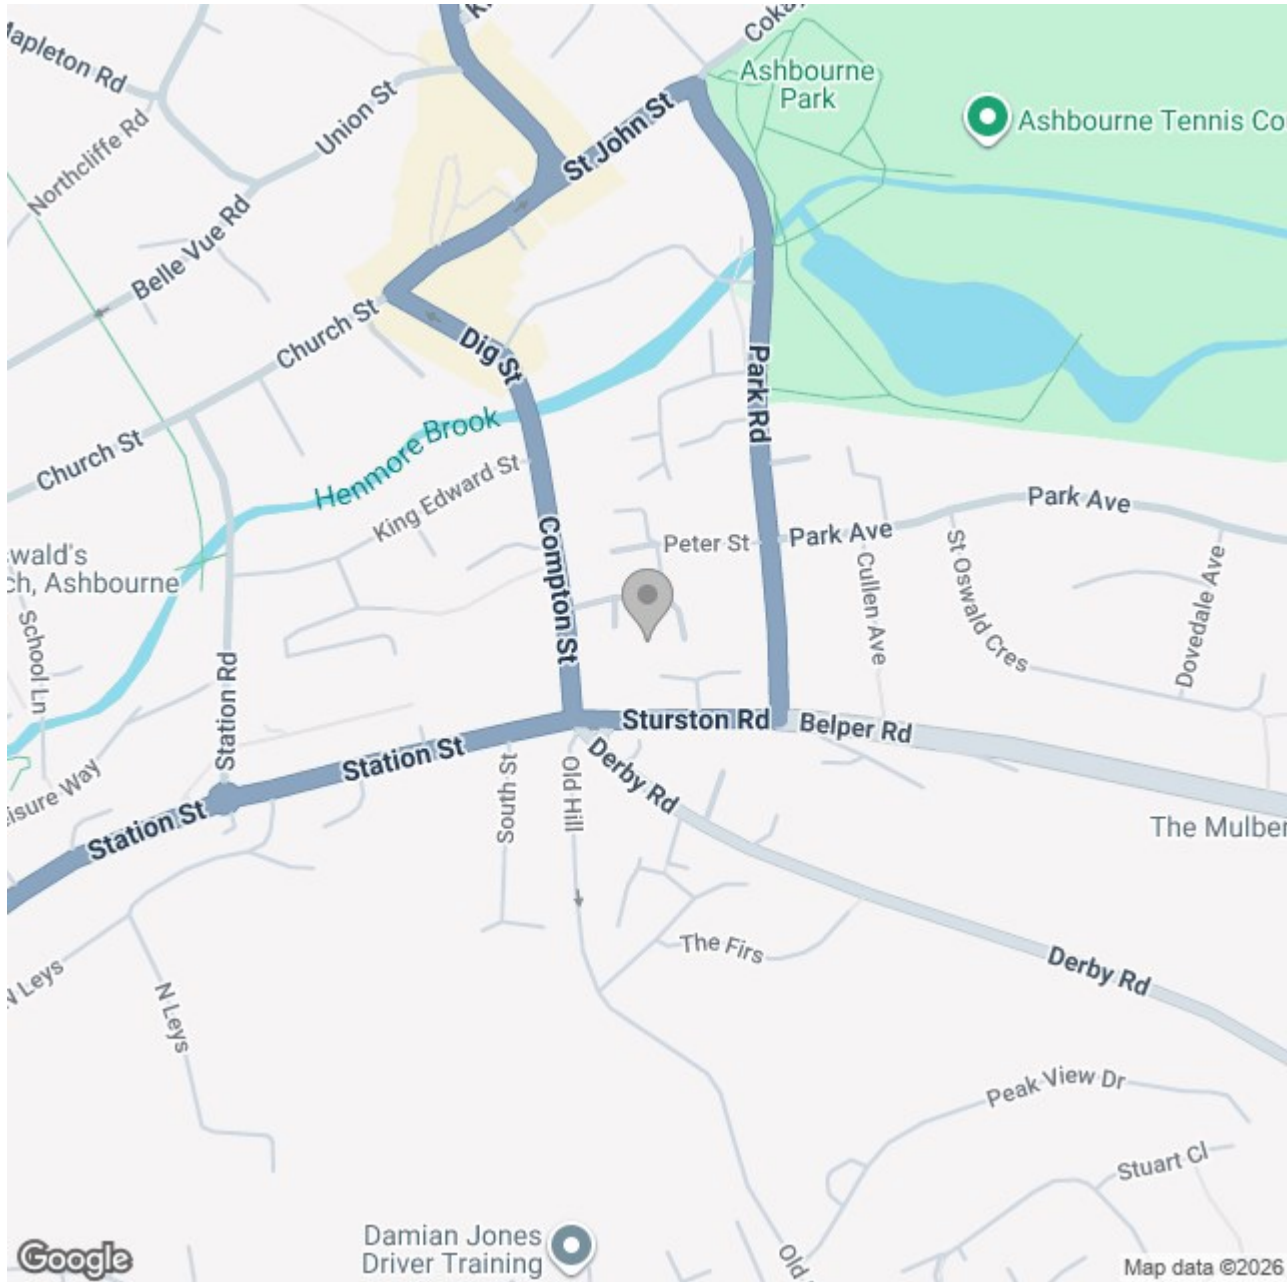 Mapleton Rd
Northcliffe Rd
Union St
St John St
Ashbourne
Park
Ashbourne Tennis Co
Belle Vue Rd
Church St
Dig St
Park Rd
Church St
Henmore Brook
King Edward St
Compton St
Peter St
Park Ave
Park Ave
Cullen Ave
St Oswald Cres
Dovedale Ave
wald's
ch, Ashbourne
School Ln
Station Rd
Sturston Rd
Belper Rd
Station St
Station St
eisure Way
South St
Old Hill
Derby Rd
The Mulber
The Firs
Derby Rd
N Leys
N Leys
Peak View Dr
Stuart Cl
Damian Jones
Driver Training
Old
Google
Map data ©2026